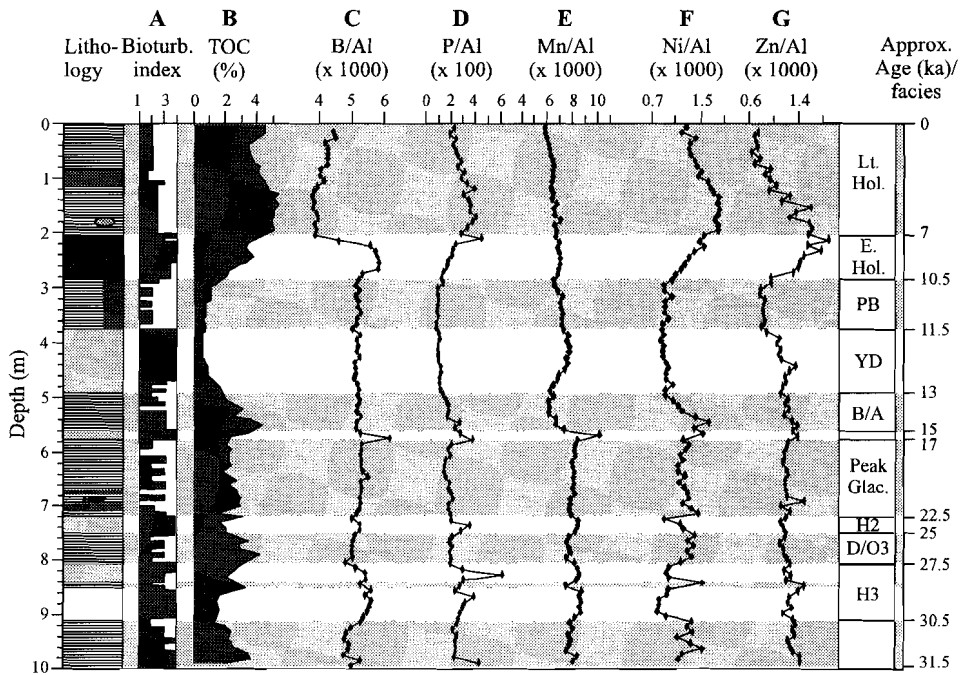 A B C D E F G
Litho- Bioturb. TOC B/Al P/Al Mn/Al Ni/Al Zn/Al Approx.
logy index (%) (x 1000) (x 100) (x 1000) (x 1000) (x 1000) Age (ka)/
facies
1 3 0 2 4 4 5 6 0 2 4 6 4 6 8 10 0.7 1.5 0.6 1.4
Depth (m)
0 0
Lt.
Hol.
1
2 7
E.
Hol.
10.5
3
PB
11.5
4
YD
13
5
B/A
15
17
6
Peak
Glac.
7
22.5
H2
25
D/O3
8 27.5
H3
9
30.5
10 31.5